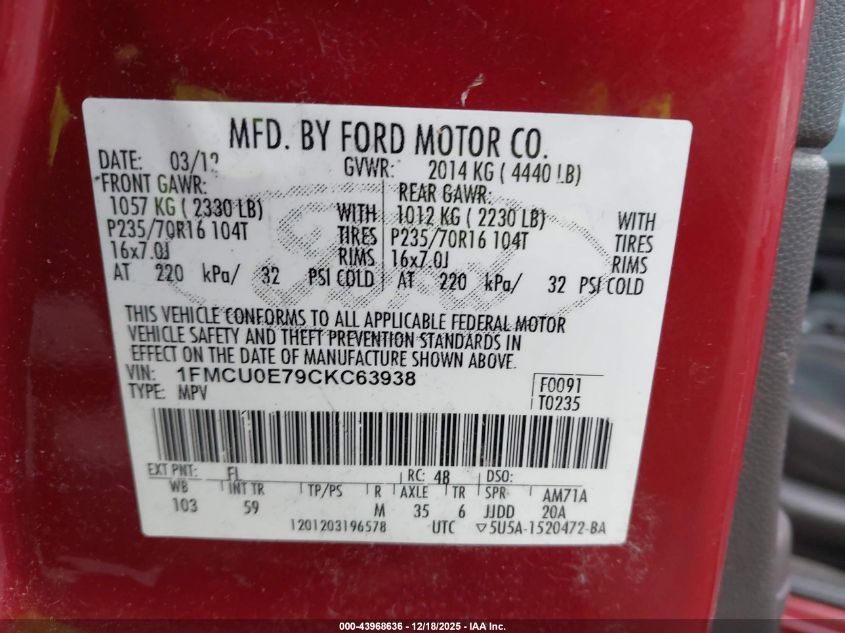 MFD. BY FORD MOTOR CO.
DATE: 03/12 GVWR: 2014 KG ( 4440 LB)
FRONT GAWR: REAR GAWR:
1057 KG ( 2330 LB) WITH 1012 KG ( 2230 LB) WITH
P235/70R16 104T TIRES P235/70R16 104T TIRES
16x7.0J RIMS 16x7.0J RIMS
AT 220 kPa/ 32 PSI COLD AT 220 kPa/ 32 PSI COLD
THIS VEHICLE CONFORMS TO ALL APPLICABLE FEDERAL MOTOR
VEHICLE SAFETY AND THEFT PREVENTION STANDARDS IN
EFFECT ON THE DATE OF MANUFACTURE SHOWN ABOVE.
VIN: 1FMCU0E79CKC63938 F0091
TYPE: MPV T0235
EXT PNT: FL RC: 48 DSO:
WB INT TR TP/PS R AXLE TR SPR AM71A
103 59 M 35 6 JJDD 20A
1201203196578 UTC ▽5U5A-1520472-BA
000-43968636 - 12/18/2025 - IAA Inc.